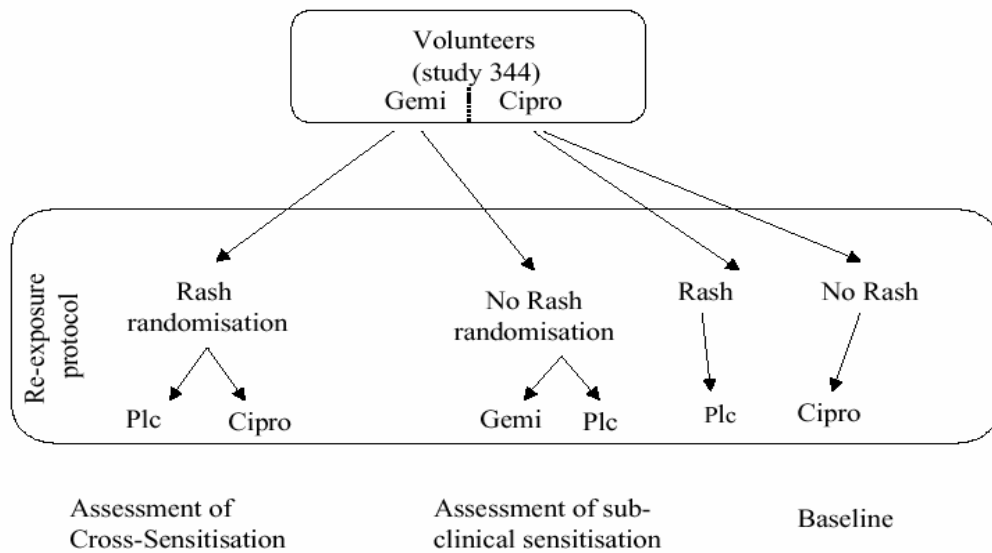 Volunteers
(study 344)
Gemi Cipro
Re-exposure
protocol
Rash
randomisation
No Rash
randomisation
Rash
No Rash
Plc
Cipro
Gemi
Plc
Plc
Cipro
Assessment of
Cross-Sensitisation
Assessment of sub-
clinical sensitisation
Baseline